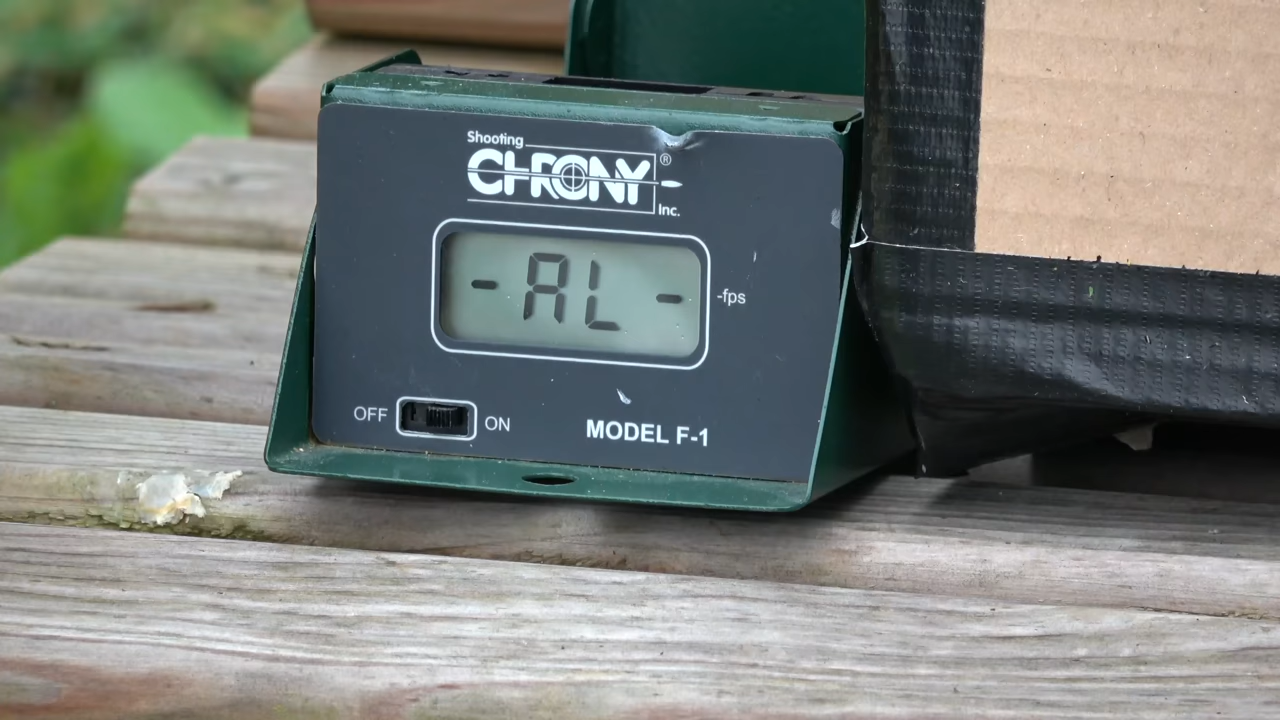 Shooting
CHRONY ®
Inc.
- AL -
-fps
OFF ON
MODEL F-1